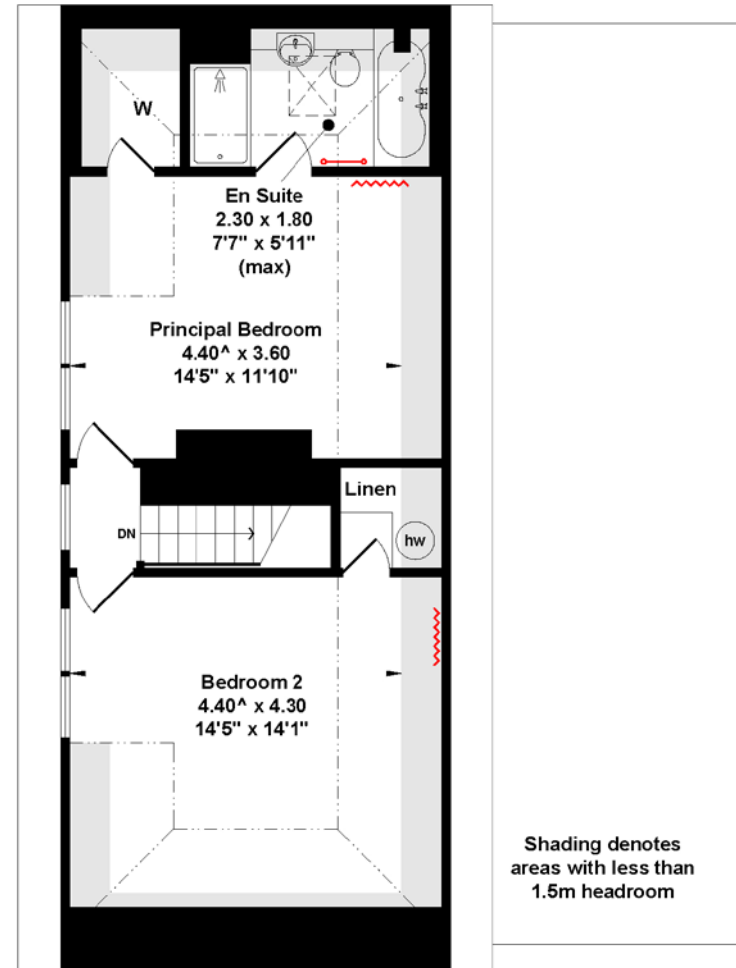 W
En Suite
2.30 x 1.80
7'7" x 5'11"
(max)
Principal Bedroom
4.40^ x 3.60
14'5" x 11'10"
Linen
DN
hw
Bedroom 2
4.40^ x 4.30
14'5" x 14'1"
Shading denotes
areas with less than
1.5m headroom